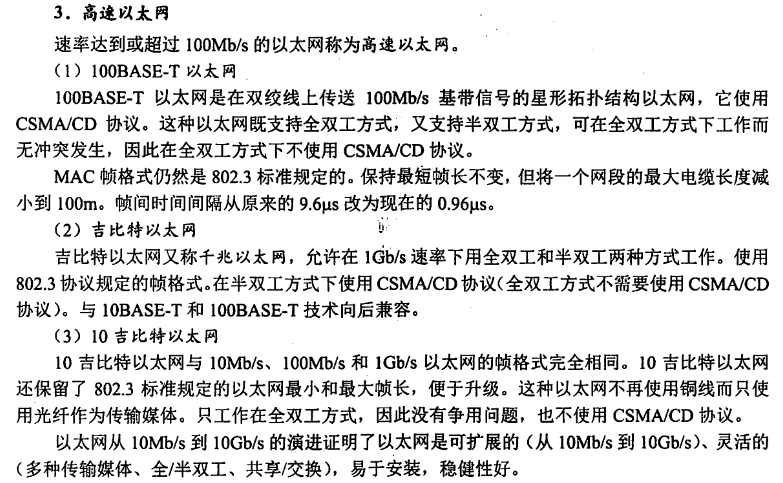 3．高速以太网
速率达到或超过 100Mb/s 的以太网称为高速以太网。
（1）100BASE-T 以太网
100BASE-T 以太网是在双绞线上传送 100Mb/s 基带信号的星形拓扑结构以太网，它使用
CSMA/CD 协议。这种以太网既支持全双工方式，又支持半双工方式，可在全双工方式下工作而
无冲突发生，因此在全双工方式下不使用 CSMA/CD 协议。
MAC 帧格式仍然是 802.3 标准规定的。保持最短帧长不变，但将一个网段的最大电缆长度减
小到 100m。帧间时间间隔从原来的 9.6μs 改为现在的 0.96μs。
（2）吉比特以太网
吉比特以太网又称千兆以太网，允许在 1Gb/s 速率下用全双工和半双工两种方式工作。使用
802.3 协议规定的帧格式。在半双工方式下使用 CSMA/CD 协议（全双工方式不需要使用 CSMA/CD
协议）。与 10BASE-T 和 100BASE-T 技术向后兼容。
（3）10 吉比特以太网
10 吉比特以太网与 10Mb/s、100Mb/s 和 1Gb/s 以太网的帧格式完全相同。10 吉比特以太网
还保留了 802.3 标准规定的以太网最小和最大帧长，便于升级。这种以太网不再使用铜线而只使
用光纤作为传输媒体。只工作在全双工方式，因此没有争用问题，也不使用 CSMA/CD 协议。
以太网从 10Mb/s 到 10Gb/s 的演进证明了以太网是可扩展的（从 10Mb/s 到 10Gb/s）、灵活的
（多种传输媒体、全/半双工、共享/交换），易于安装，稳健性好。